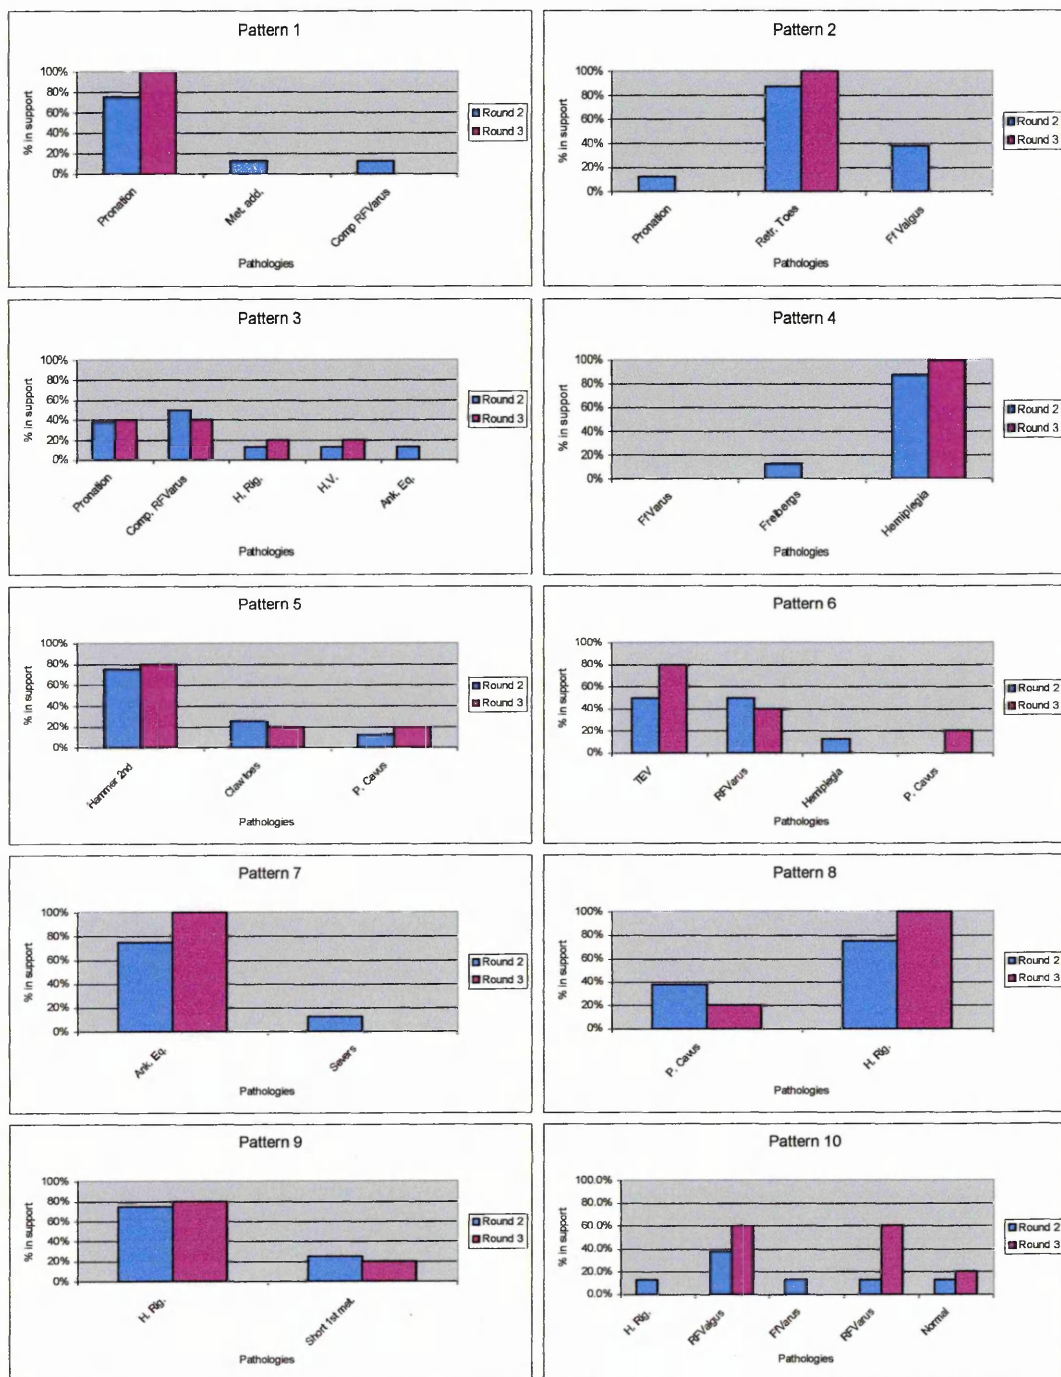 Pattern 1
100%
80%
60%
40%
20%
0%
% in support
Pronation
Met. add.
Comp RFVarus
Pathologies
Round 2
Round 3
Pattern 2
100%
80%
60%
40%
20%
0%
% in support
Pronation
Retr. Toes
Ff Valgus
Pathologies
Round 2
Round 3
Pattern 3
100%
80%
60%
40%
20%
0%
% in support
Pronation
Comp. RFVarus
H. Rig.
H.V.
Ank. Eq.
Pathologies
Round 2
Round 3
Pattern 4
100%
80%
60%
40%
20%
0%
% in support
FfVarus
Freibergs
Hemiplegia
Pathologies
Round 2
Round 3
Pattern 5
100%
80%
60%
40%
20%
0%
% in support
Hammer 2nd
Claw toes
P. Cavus
Pathologies
Round 2
Round 3
Pattern 6
100%
80%
60%
40%
20%
0%
% in support
TEV
RFVarus
Hemiplegia
P. Cavus
Pathologies
Round 2
Round 3
Pattern 7
100%
80%
60%
40%
20%
0%
% in support
Ank. Eq.
Severs
Pathologies
Round 2
Round 3
Pattern 8
100%
80%
60%
40%
20%
0%
% in support
P. Cavus
H. Rig.
Pathologies
Round 2
Round 3
Pattern 9
100%
80%
60%
40%
20%
0%
% in support
H. Rig.
Short 1st met.
Pathologies
Round 2
Round 3
Pattern 10
100.0%
80.0%
60.0%
40.0%
20.0%
0.0%
% in support
H. Rig.
RFValgus
FfVarus
RFVarus
Normal
Pathologies
Round 2
Round 3